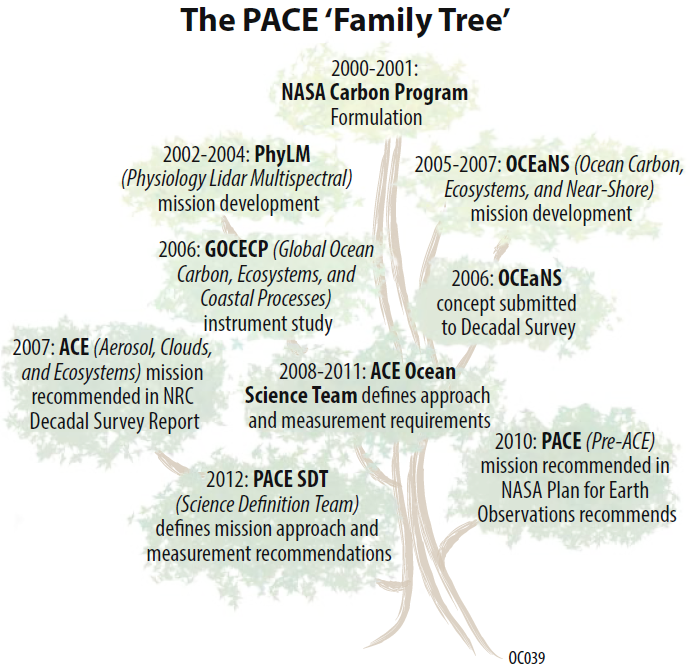 The PACE ‘Family Tree’
2000-2001:
NASA Carbon Program
Formulation
2002-2004: PhyLM
(Physiology Lidar Multispectral)
mission development
2005-2007: OCEaNS (Ocean Carbon,
Ecosystems, and Near-Shore)
mission development
2006: GOCECP (Global Ocean
Carbon, Ecosystems, and
Coastal Processes)
instrument study
2006: OCEaNS
concept submitted
to Decadal Survey
2007: ACE (Aerosol, Clouds,
and Ecosystems) mission
recommended in NRC
Decadal Survey Report
2008-2011: ACE Ocean
Science Team defines approach
and measurement requirements
2010: PACE (Pre-ACE)
mission recommended in
NASA Plan for Earth
Observations recommends
2012: PACE SDT
(Science Definition Team)
defines mission approach and
measurement recommendations
OC039